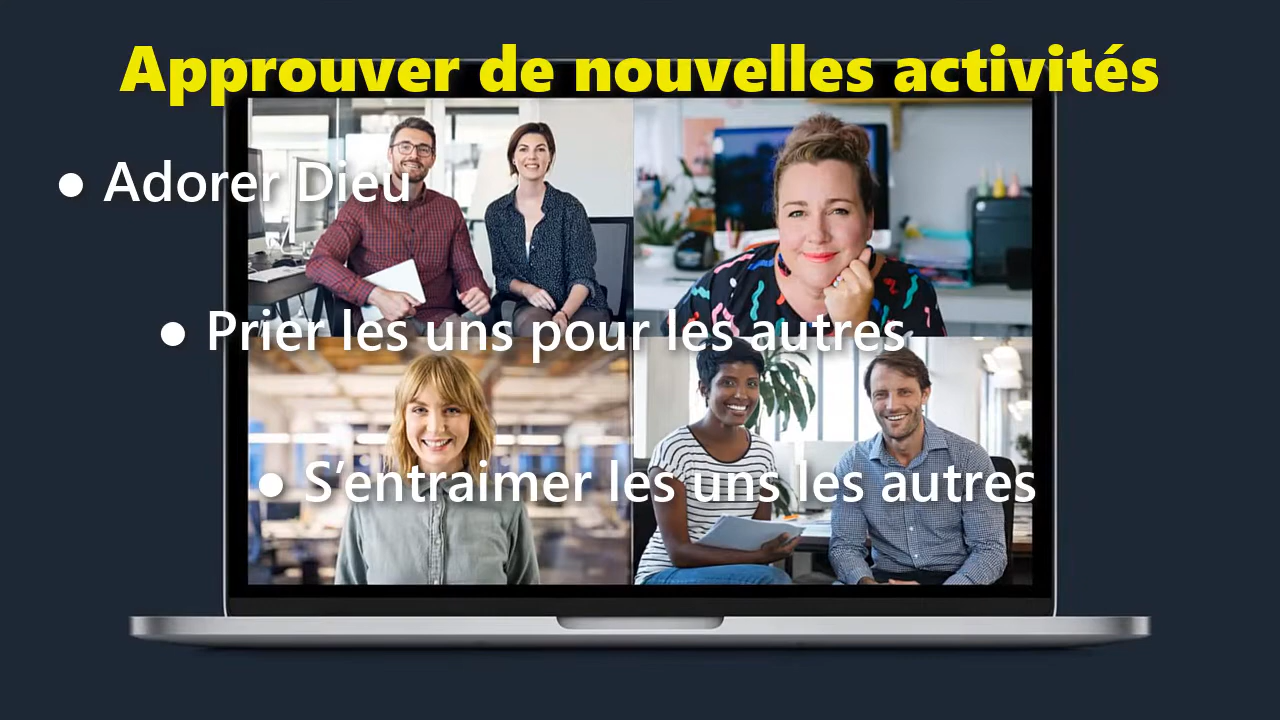 Approuver de nouvelles activités
● Adorer Dieu
● Prier les uns pour les autres
● S'entraimer les uns les autres